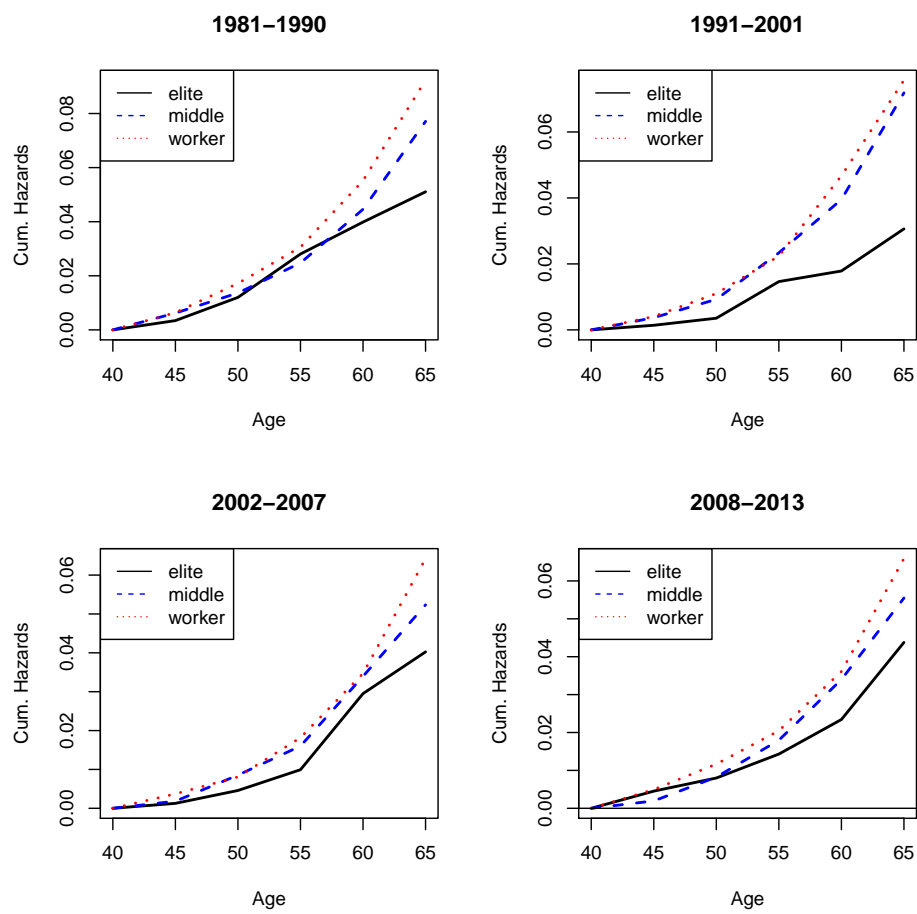 1981−1990
elite
middle
worker
Cum. Hazards
0.00 0.02 0.04 0.06 0.08
40 45 50 55 60 65
Age
1991−2001
elite
middle
worker
Cum. Hazards
0.00 0.02 0.04 0.06
40 45 50 55 60 65
Age
2002−2007
elite
middle
worker
Cum. Hazards
0.00 0.02 0.04 0.06
40 45 50 55 60 65
Age
2008−2013
elite
middle
worker
Cum. Hazards
0.00 0.02 0.04 0.06
40 45 50 55 60 65
Age